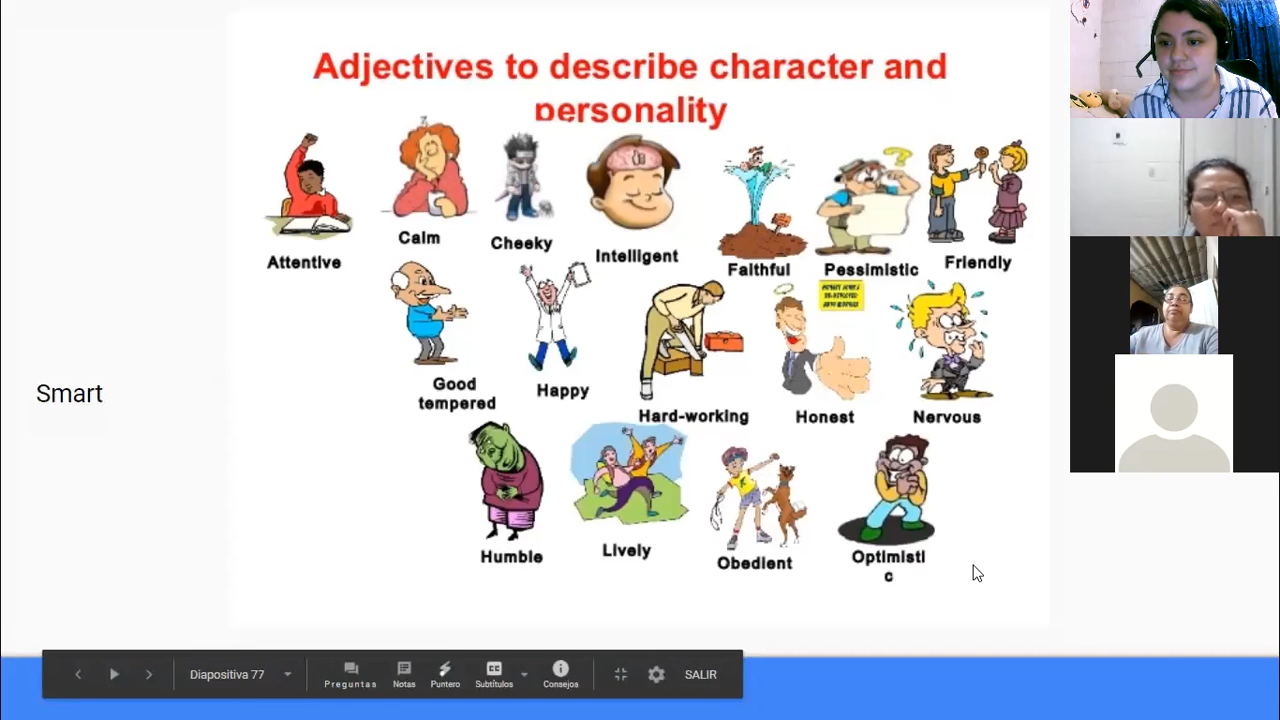 Adjectives to describe character and
personality
Attentive
Calm
Cheeky
Intelligent
Faithful
Pessimistic
Friendly
Good
tempered
Happy
Hard-working
Honest
Nervous
Smart
Humble
Lively
Obedient
Optimisti
c
Diapositiva 77
Preguntas
Notas
Puntero
Subtítulos
Consejos
SALIR